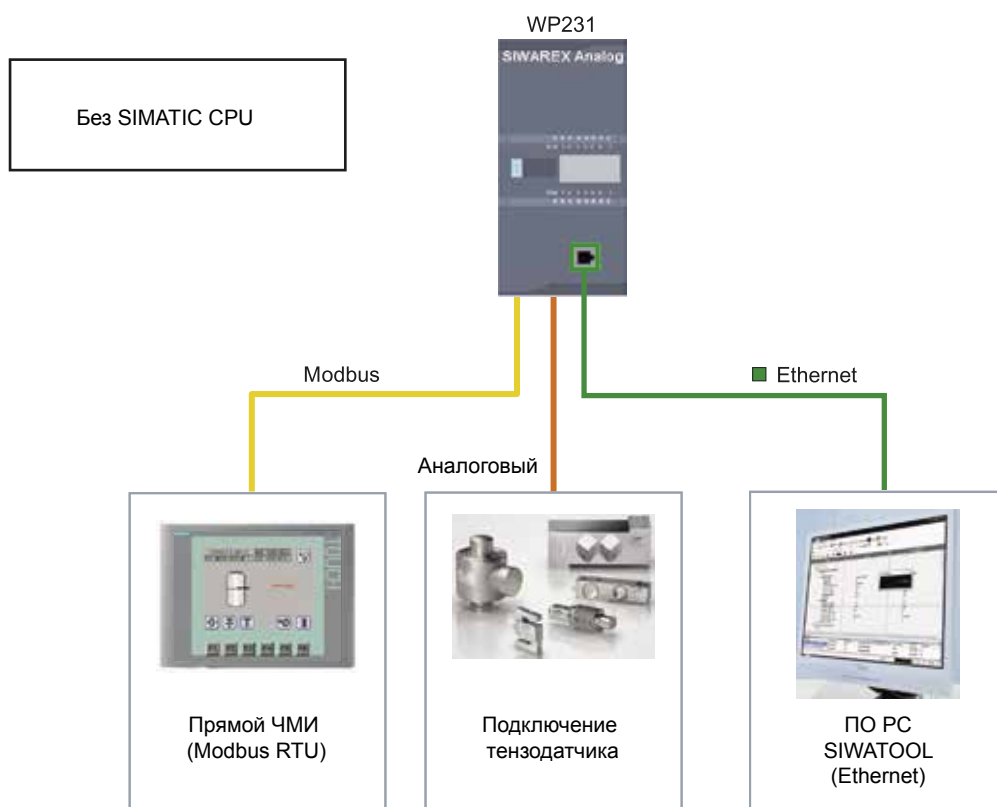 WP231
SIWAREX Analog
Без SIMATIC CPU
Modbus
Ethernet
Аналоговый
Прямой ЧМИ
(Modbus RTU)
Подключение
тензодатчика
ПО PC
SIWATOOL
(Ethernet)